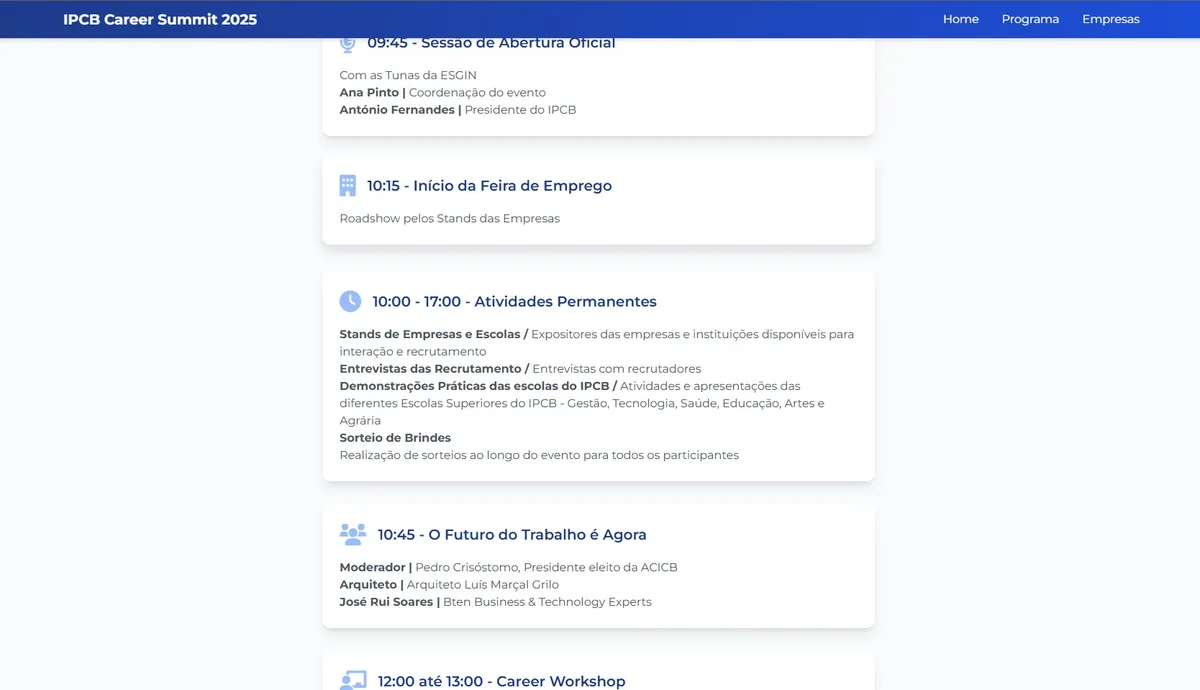 IPCB Career Summit 2025
Home Programa Empresas
09:45 - Sessão de Abertura Oficial
Com as Tunas da ESGIN
Ana Pinto | Coordenação do evento
António Fernandes | Presidente do IPCB
10:15 - Início da Feira de Emprego
Roadshow pelos Stands das Empresas
10:00 - 17:00 - Atividades Permanentes
Stands de Empresas e Escolas / Expositores das empresas e instituições disponíveis para
interação e recrutamento
Entrevistas das Recrutamento / Entrevistas com recrutadores
Demonstrações Práticas das escolas do IPCB / Atividades e apresentações das
diferentes Escolas Superiores do IPCB - Gestão, Tecnologia, Saúde, Educação, Artes e
Agrária
Sorteio de Brindes
Realização de sorteios ao longo do evento para todos os participantes
10:45 - O Futuro do Trabalho é Agora
Moderador | Pedro Crisóstomo, Presidente eleito da ACICB
Arquiteto | Arquiteto Luís Marçal Grilo
José Rui Soares | Bten Business & Technology Experts
12:00 até 13:00 - Career Workshop